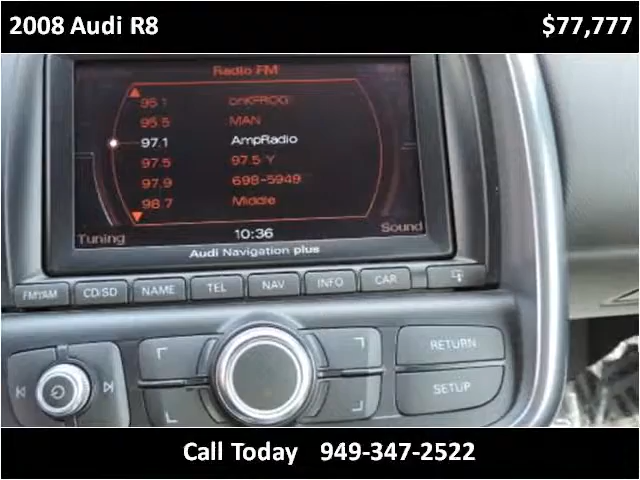 2008 Audi R8 $77,777
Radio FM
95.1
95.5 MAN
97.1 AmpRadio
97.5 97.5 Y
97.9 698-5949
98.7 Middle
Tuning 10:36 Sound
Audi Navigation plus
FM/AM CD/SD NAME TEL NAV INFO CAR
RETURN
SETUP
Call Today 949-347-2522